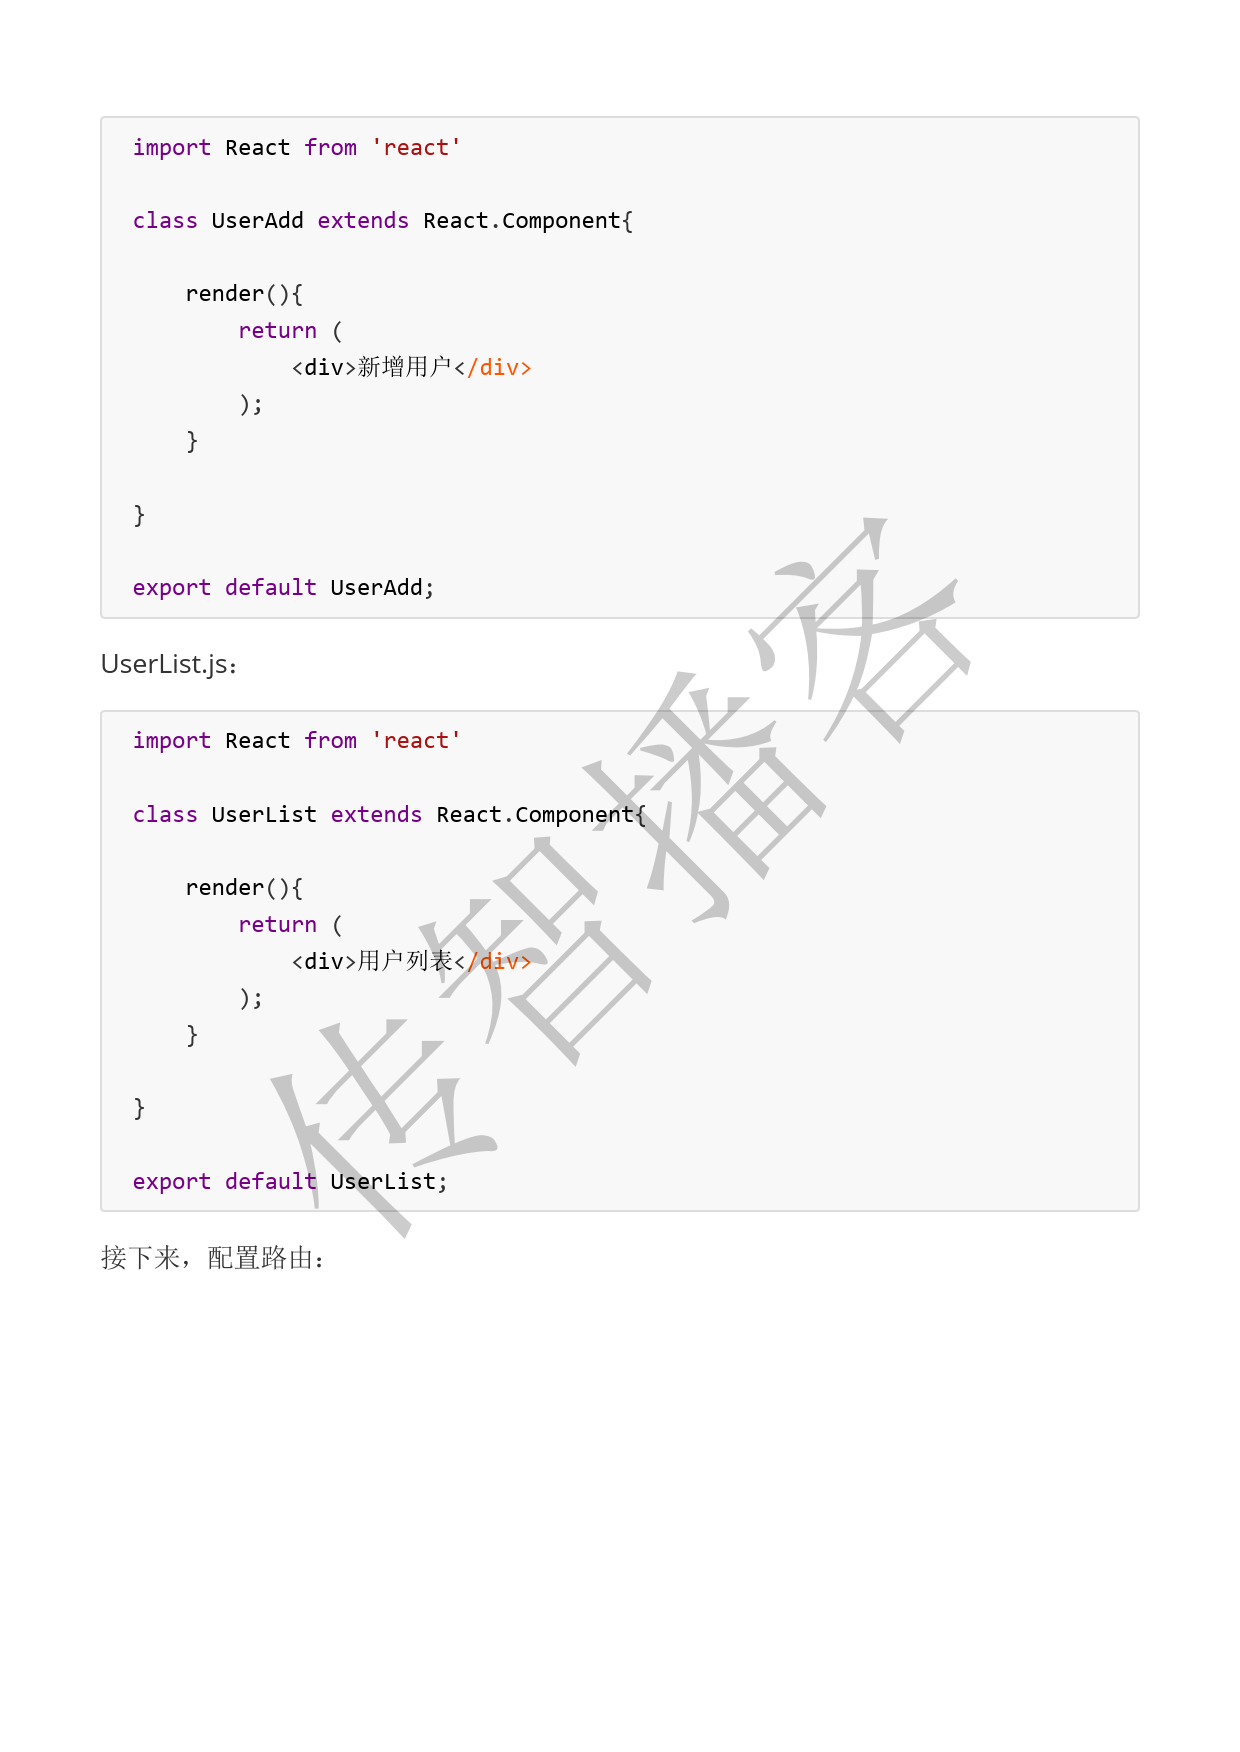 import React from 'react'
class UserAdd extends React.Component{
render(){
return (
<div>新增用户</div>
);
}
}
export default UserAdd;
UserList.js：
import React from 'react'
class UserList extends React.Component{
render(){
return (
<div>用户列表</div>
);
}
}
export default UserList;
接下来，配置路由：
传智播客